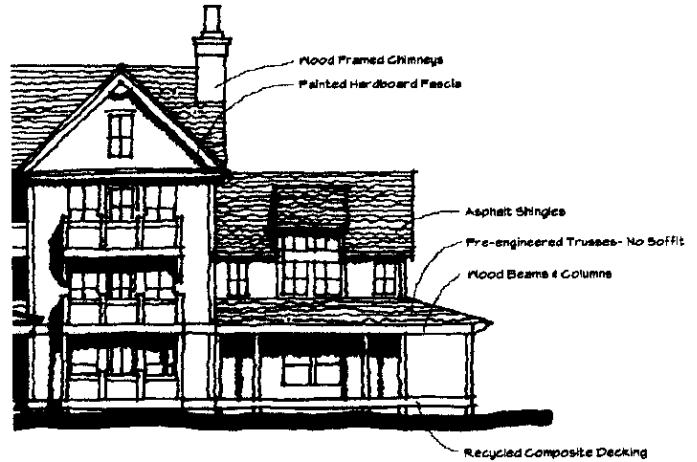 Wood Framed Chimneys
Painted Hardboard Fascia
Asphalt Shingles
Pre-engineered Trusses- No Soffit
Wood Beams & Columns
Recycled Composite Decking